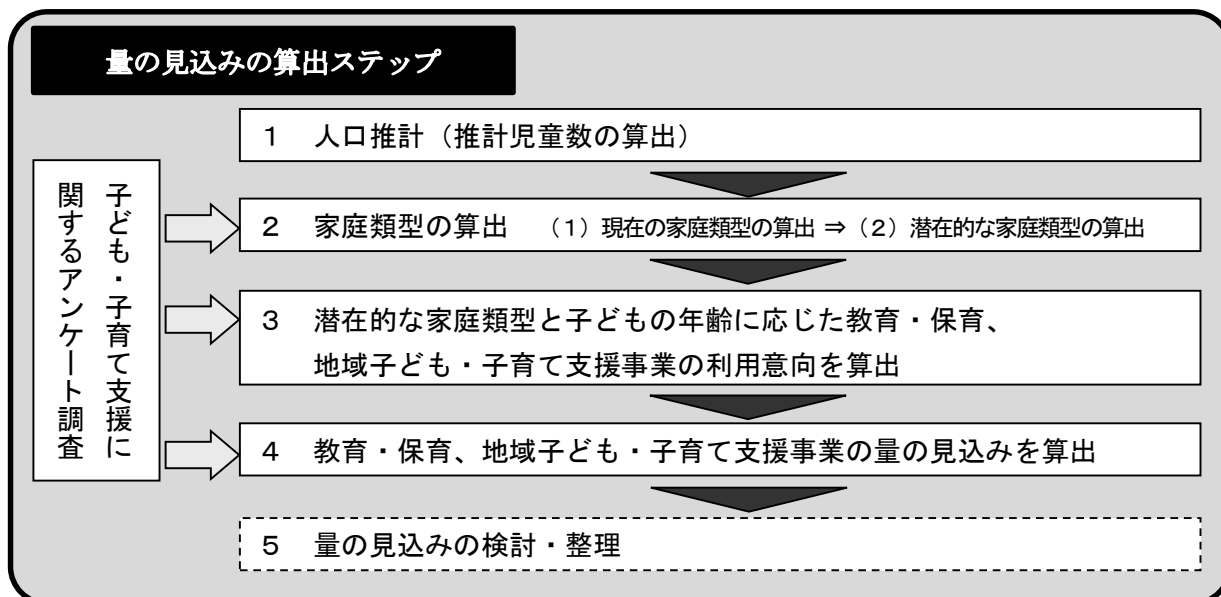 量の見込みの算出ステップ
子ども・子育て支援に
関するアンケート調査
１　人口推計（推計児童数の算出）
２　家庭類型の算出　（１）現在の家庭類型の算出 ⇒（２）潜在的な家庭類型の算出
３　潜在的な家庭類型と子どもの年齢に応じた教育・保育、
地域子ども・子育て支援事業の利用意向を算出
４　教育・保育、地域子ども・子育て支援事業の量の見込みを算出
５　量の見込みの検討・整理